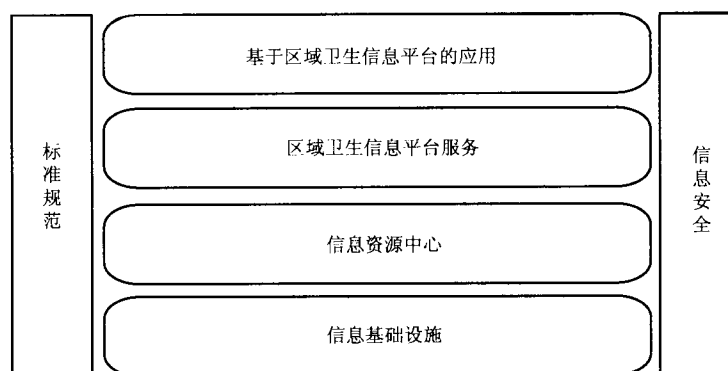 基于区域卫生信息平台的应用
标准规范
区域卫生信息平台服务
信息安全
信息资源中心
信息基础设施